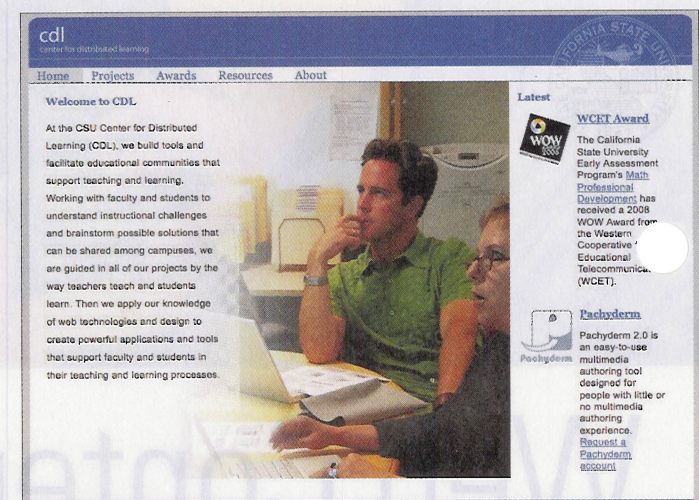 cdl
center for distributed learning
CALIFORNIA STATE UNI
Home Projects Awards Resources About
Welcome to CDL
At the CSU Center for Distributed
Learning (CDL), we build tools and
facilitate educational communities that
support teaching and learning.
Working with faculty and students to
understand instructional challenges
and brainstorm possible solutions that
can be shared among campuses, we
are guided in all of our projects by the
way teachers teach and students
learn. Then we apply our knowledge
of web technologies and design to
create powerful applications and tools
that support faculty and students in
their teaching and learning processes.
Latest
WOW
2008
WCET Award
The California
State University
Early Assessment
Program's Math
Professional
Development has
received a 2008
WOW Award from
the Western
Cooperative
Educational
Telecommunica
(WCET).
Pachyderm
Pachyderm
Pachyderm 2.0 is
an easy-to-use
multimedia
authoring tool
designed for
people with little or
no multimedia
authoring
experience.
Request a
Pachyderm
account